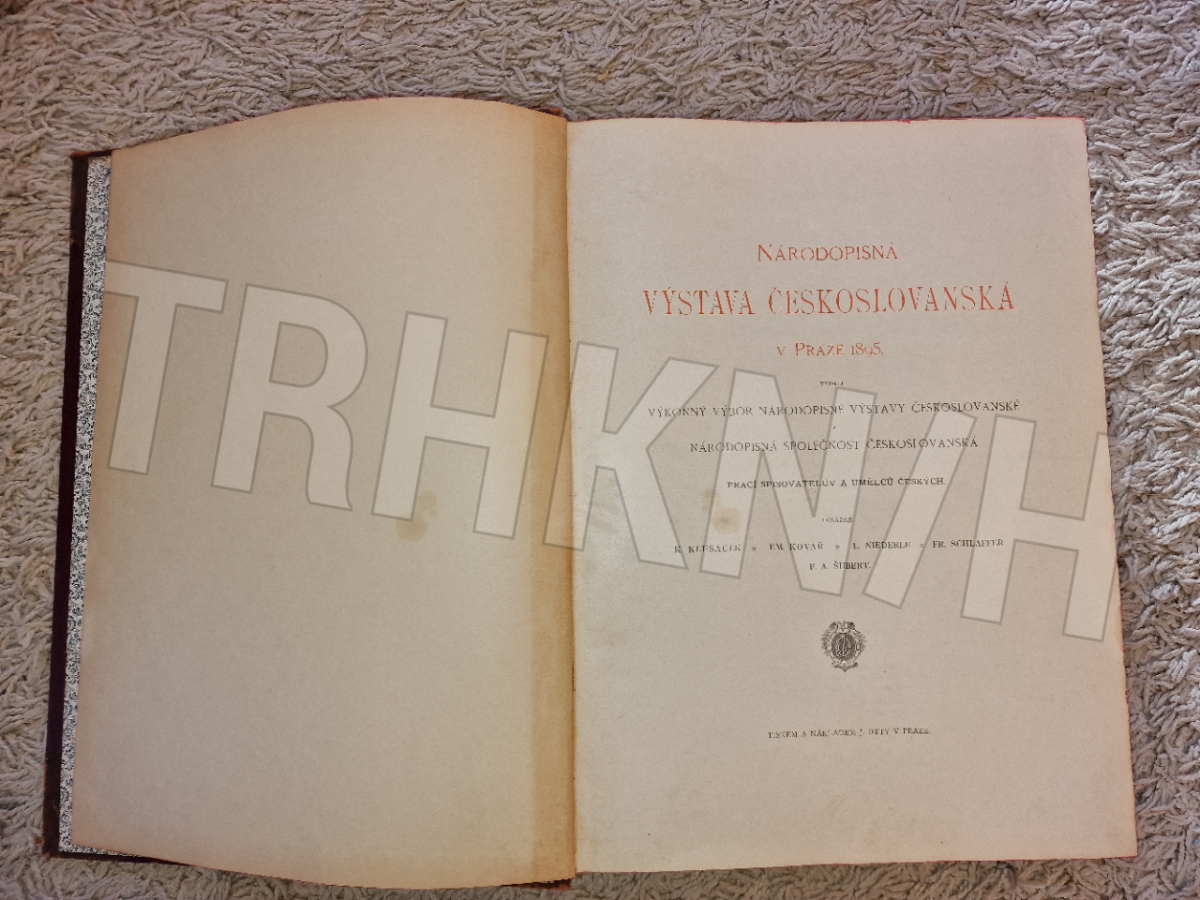 NÁRODOPISNÁ
VÝSTAVA ČESKOSLOVANSKÁ
V PRAZE 1895.
VÝKONNÝ VÝBOR NÁRODOPISNÉ VÝSTAVY ČESKOSLOVANSKÉ
NÁRODOPISNÁ SPOLEČNOST ČESKOSLOVANSKÁ
PRACÍ SPISOVATELŮV A UMĚLCŮ ČESKÝCH.
K. KLUSÁČEK * EM. KOVÁŘ * L. NIEDERLE * FR. SCHLAFFER
F. A. ŠUBERT.
TISKEM A NÁKLADEM J. OTTY V PRAZE.
TRHKNIH